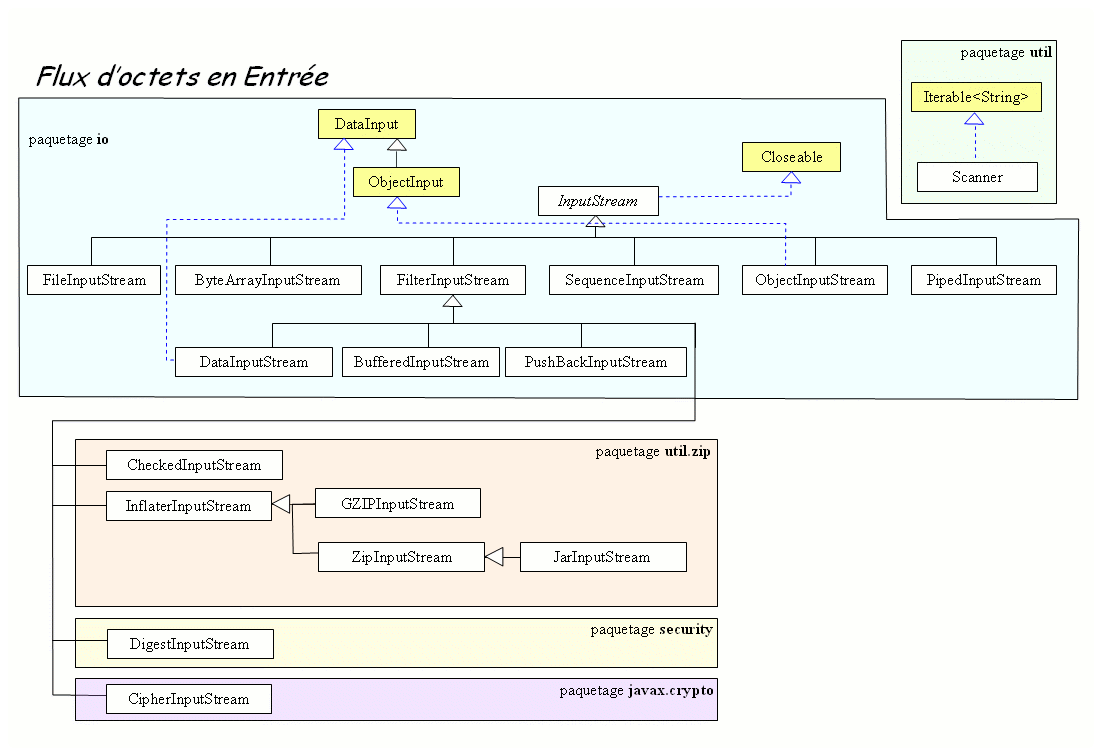 Flux d'octets en Entrée
paquetage util
Iterable<String>
Scanner
paquetage io
DataInput
ObjectInput
Closeable
InputStream
FileInputStream
ByteArrayInputStream
FilterInputStream
SequenceInputStream
ObjectInputStream
PipedInputStream
DataInputStream
BufferedInputStream
PushBackInputStream
paquetage util.zip
CheckedInputStream
InflaterInputStream
GZIPInputStream
ZipInputStream
JarInputStream
paquetage security
DigestInputStream
paquetage javax.crypto
CipherInputStream